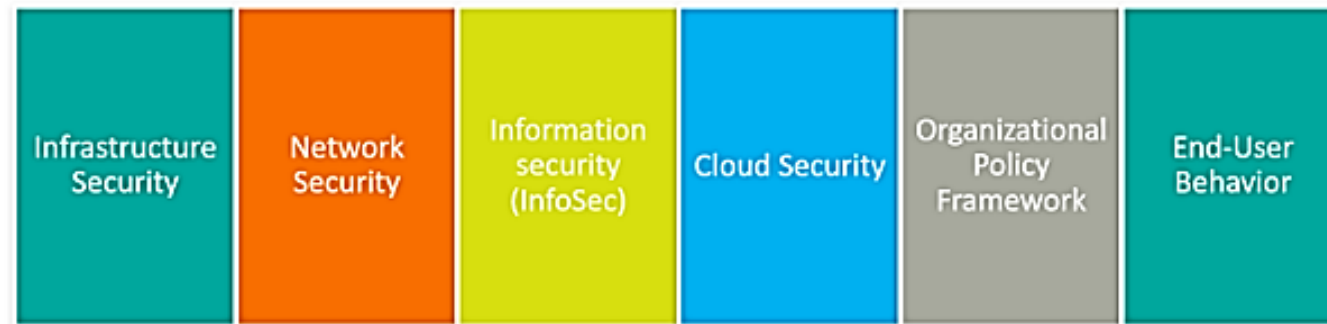 Infrastructure
Security
Network
Security
Information
security
(InfoSec)
Cloud Security
Organizational
Policy
Framework
End-User
Behavior